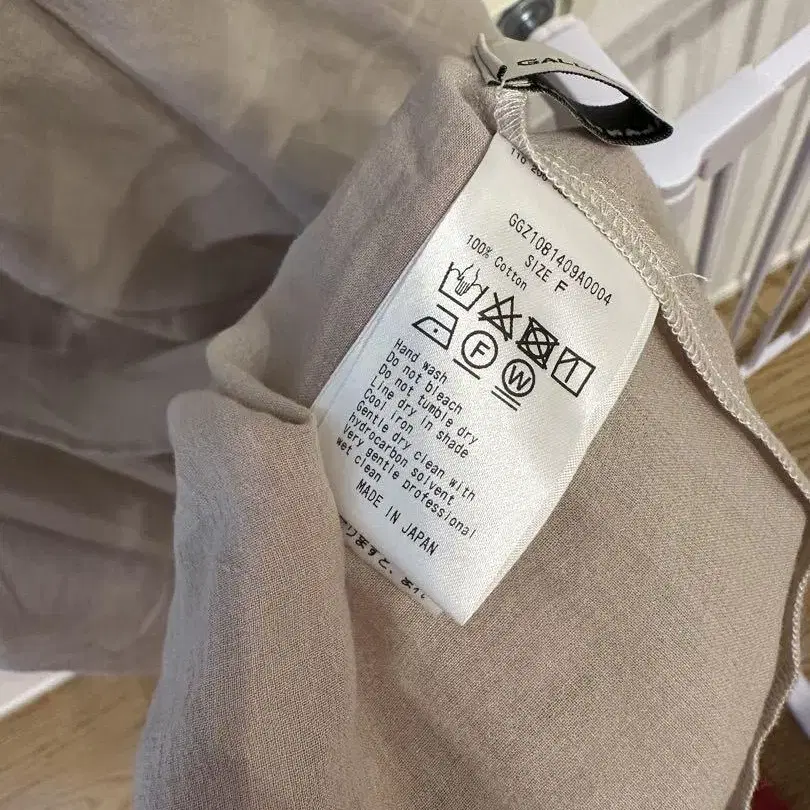 GGZ10B1409A0004
SIZE F
100% Cotton
F W
Hand wash
Do not bleach
Do not tumble dry
Line dry in shade
Cool iron
Gentle dry clean with
hydrocarbon solvent
Very gentle professional
wet clean
MADE IN JAPAN